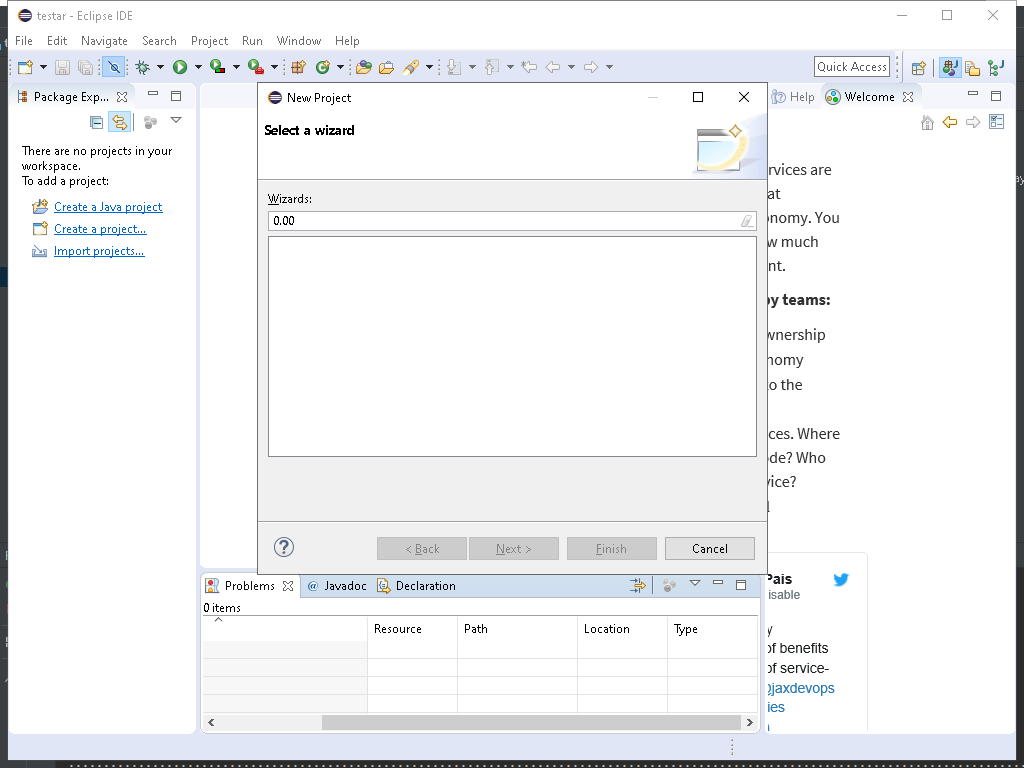 testar - Eclipse IDE
File Edit Navigate Search Project Run Window Help
Quick Access
Package Exp...
There are no projects in your
workspace.
To add a project:
Create a Java project
Create a project...
Import projects...
New Project
Select a wizard
Wizards:
0.00
< Back Next > Finish Cancel
Help Welcome
rvices are
at
onomy. You
w much
nt.
by teams:
wnership
nomy
o the
ces. Where
ode? Who
vice?
Pais
isable
y
of benefits
of service-
@jaxdevops
ies
Problems @ Javadoc Declaration
0 items
Resource Path Location Type